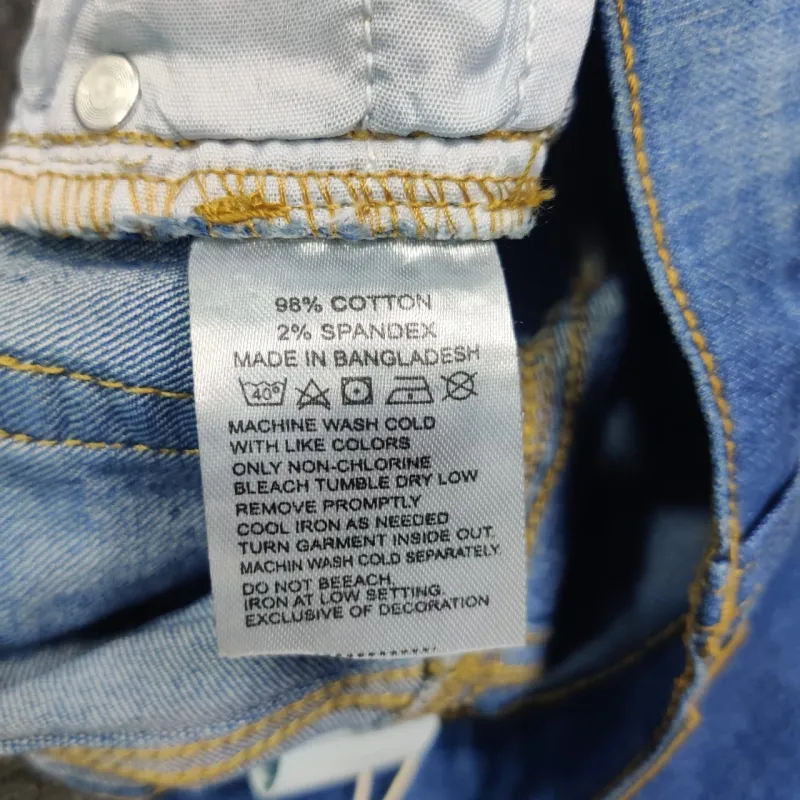 98% COTTON
2% SPANDEX
MADE IN BANGLADESH
40°
MACHINE WASH COLD
WITH LIKE COLORS
ONLY NON-CHLORINE
BLEACH TUMBLE DRY LOW
REMOVE PROMPTLY
COOL IRON AS NEEDED
TURN GARMENT INSIDE OUT.
MACHIN WASH COLD SEPARATELY.
DO NOT BEEACH.
IRON AT LOW SETTING.
EXCLUSIVE OF DECORATION